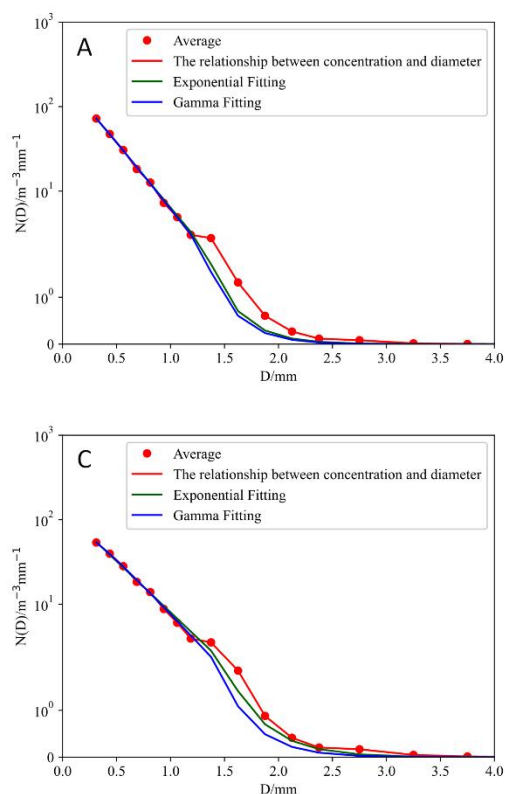 A
Average
The relationship between concentration and diameter
Exponential Fitting
Gamma Fitting
10³
10²
10¹
10⁰
0
N(D)/m⁻³mm⁻¹
0.0 0.5 1.0 1.5 2.0 2.5 3.0 3.5 4.0
D/mm
C
Average
The relationship between concentration and diameter
Exponential Fitting
Gamma Fitting
10³
10²
10¹
10⁰
0
N(D)/m⁻³mm⁻¹
0.0 0.5 1.0 1.5 2.0 2.5 3.0 3.5 4.0
D/mm